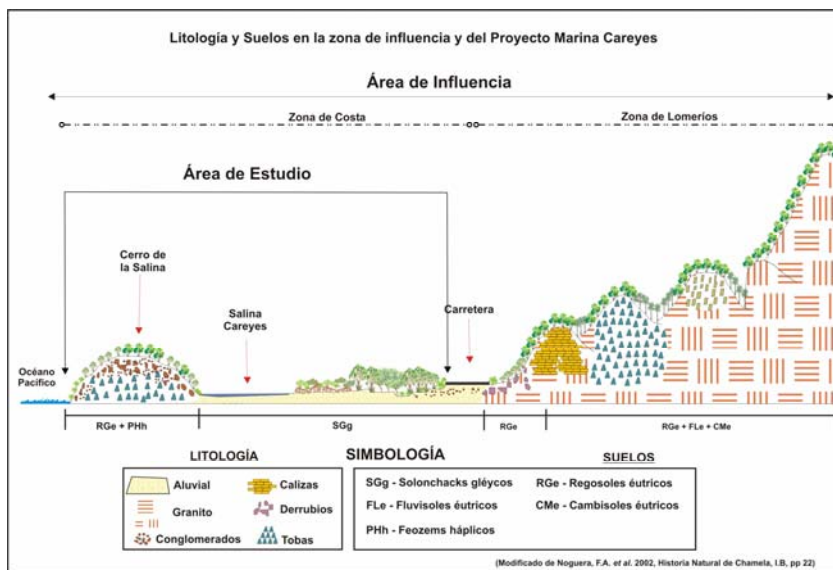 Litología y Suelos en la zona de influencia y del Proyecto Marina Careyes
Área de Influencia
Zona de Costa
Zona de Lomeríos
Área de Estudio
Cerro de
la Salina
Salina
Careyes
Carretera
Océano
Pacífico
RGe + PHh
SGg
RGe
RGe + FLe + CMe
LITOLOGÍA
SIMBOLOGÍA
SUELOS
Aluvial
Calizas
Granito
Derrubios
Conglomerados
Tobas
SGg - Solonchacks gléycos
RGe - Regosoles éutricos
FLe - Fluvisoles éutricos
CMe - Cambisoles éutricos
PHh - Feozems háplicos
(Modificado de Noguera, F.A. et al. 2002, Historia Natural de Chamela, I.B, pp 22)